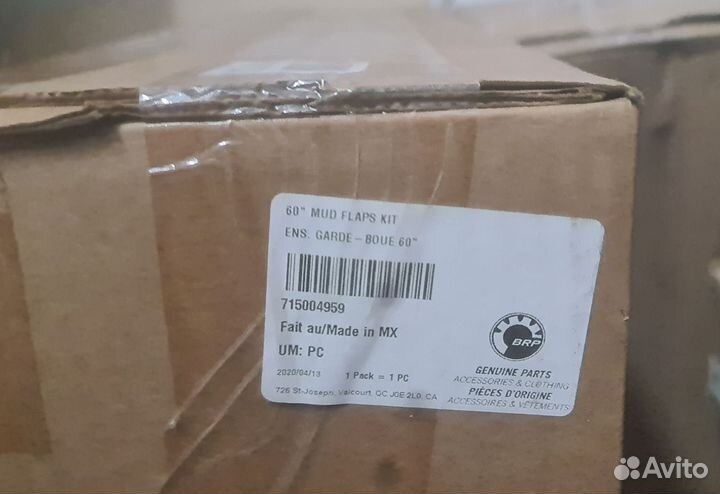 60" MUD FLAPS KIT
ENS. GARDE-BOUE 60"
715004959
Fait au/Made in MX
UM: PC
2020/04/13 1 Pack = 1 PC
726 St-Joseph, Valcourt, QC J0E 2L0, CA
BRP
GENUINE PARTS
ACCESSORIES & CLOTHING
PIÈCES D'ORIGINE
ACCESSOIRES & VÊTEMENTS
Avito